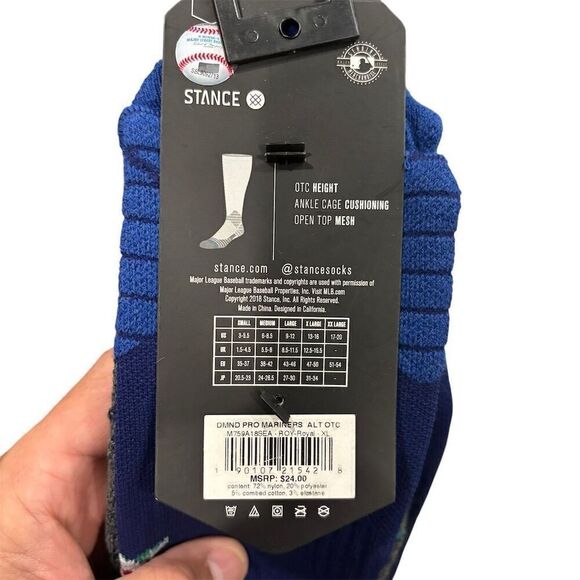 STANCE
OTC HEIGHT
ANKLE CAGE CUSHIONING
OPEN TOP MESH
stance.com @stancesocks
Major League Baseball trademarks and copyrights are used with permission of
Major League Baseball Properties, Inc. Visit MLB.com
Copyright 2018 Stance, Inc. All Rights Reserved.
Made in China. Designed in California.
SMALL MEDIUM LARGE X LARGE XX LARGE
US 3-5.5 6-8.5 9-12 13-16 17-20
UK 1.5-4.5 5.5-8 8.5-11.5 12.5-16.5 -
EU 35-37 38-42 43-46 47-50 51-54
JP 20.5-25 24-26.5 27-30 31-34 -
DMND PRO MARINERS ALT OTC
M759A18SEA - ROY-Royal - XL
1 90107 21542 8
MSRP: $24.00
content: 72% nylon, 20% polyester
5% combed cotton, 3% elastane